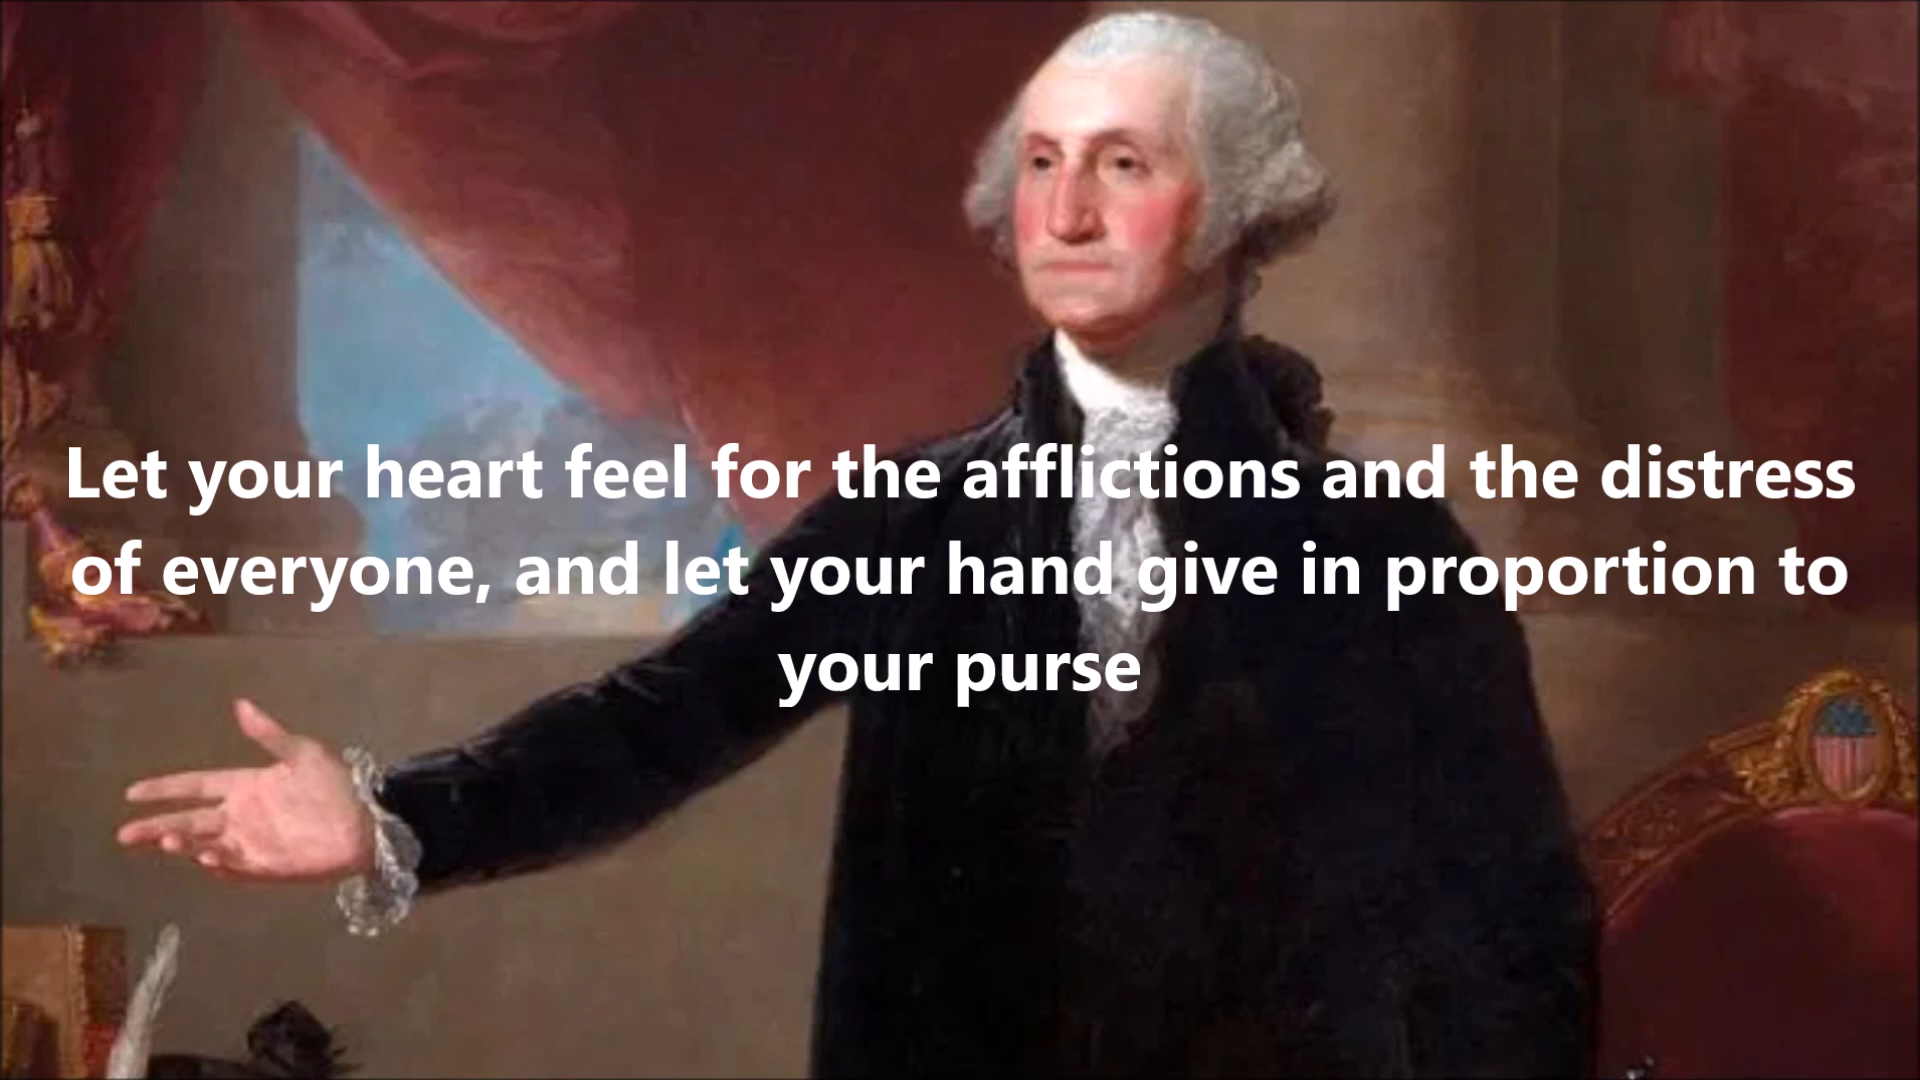 Let your heart feel for the afflictions and the distress
of everyone, and let your hand give in proportion to
your purse